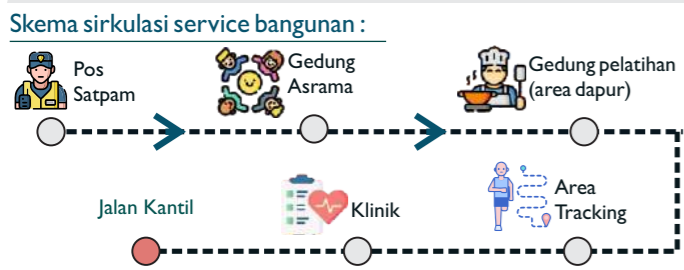 Skema sirkulasi service bangunan :
Pos
Satpam
Gedung
Asrama
Gedung pelatihan
(area dapur)
Jalan Kantil
Klinik
Area
Tracking